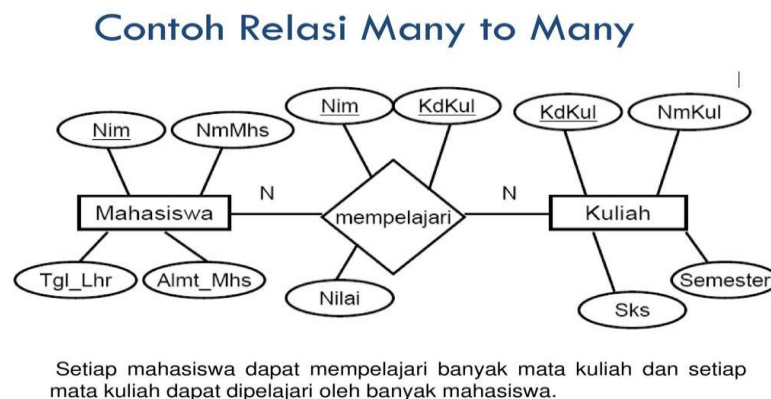 Contoh Relasi Many to Many
Nim
NmMhs
Nim
KdKul
KdKul
NmKul
Mahasiswa
N
mempelajari
N
Kuliah
Tgl_Lhr
Almt_Mhs
Nilai
Sks
Semester
Setiap mahasiswa dapat mempelajari banyak mata kuliah dan setiap
mata kuliah dapat dipelajari oleh banyak mahasiswa.